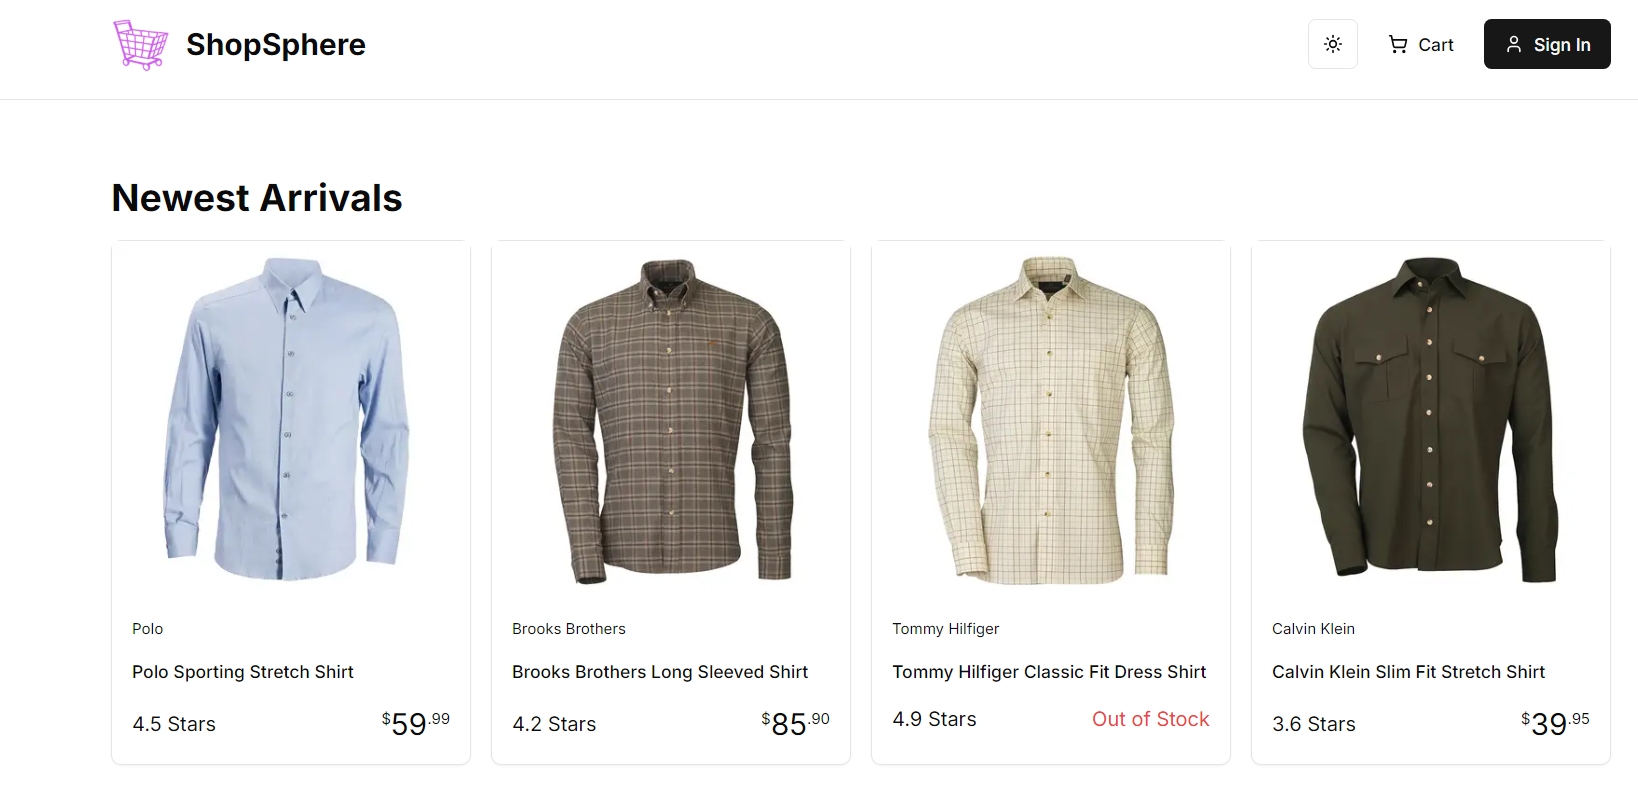 ShopSphere
Cart
Sign In
Newest Arrivals
Polo
Polo Sporting Stretch Shirt
4.5 Stars
$59.99
Brooks Brothers
Brooks Brothers Long Sleeved Shirt
4.2 Stars
$85.90
Tommy Hilfiger
Tommy Hilfiger Classic Fit Dress Shirt
4.9 Stars
Out of Stock
Calvin Klein
Calvin Klein Slim Fit Stretch Shirt
3.6 Stars
$39.95